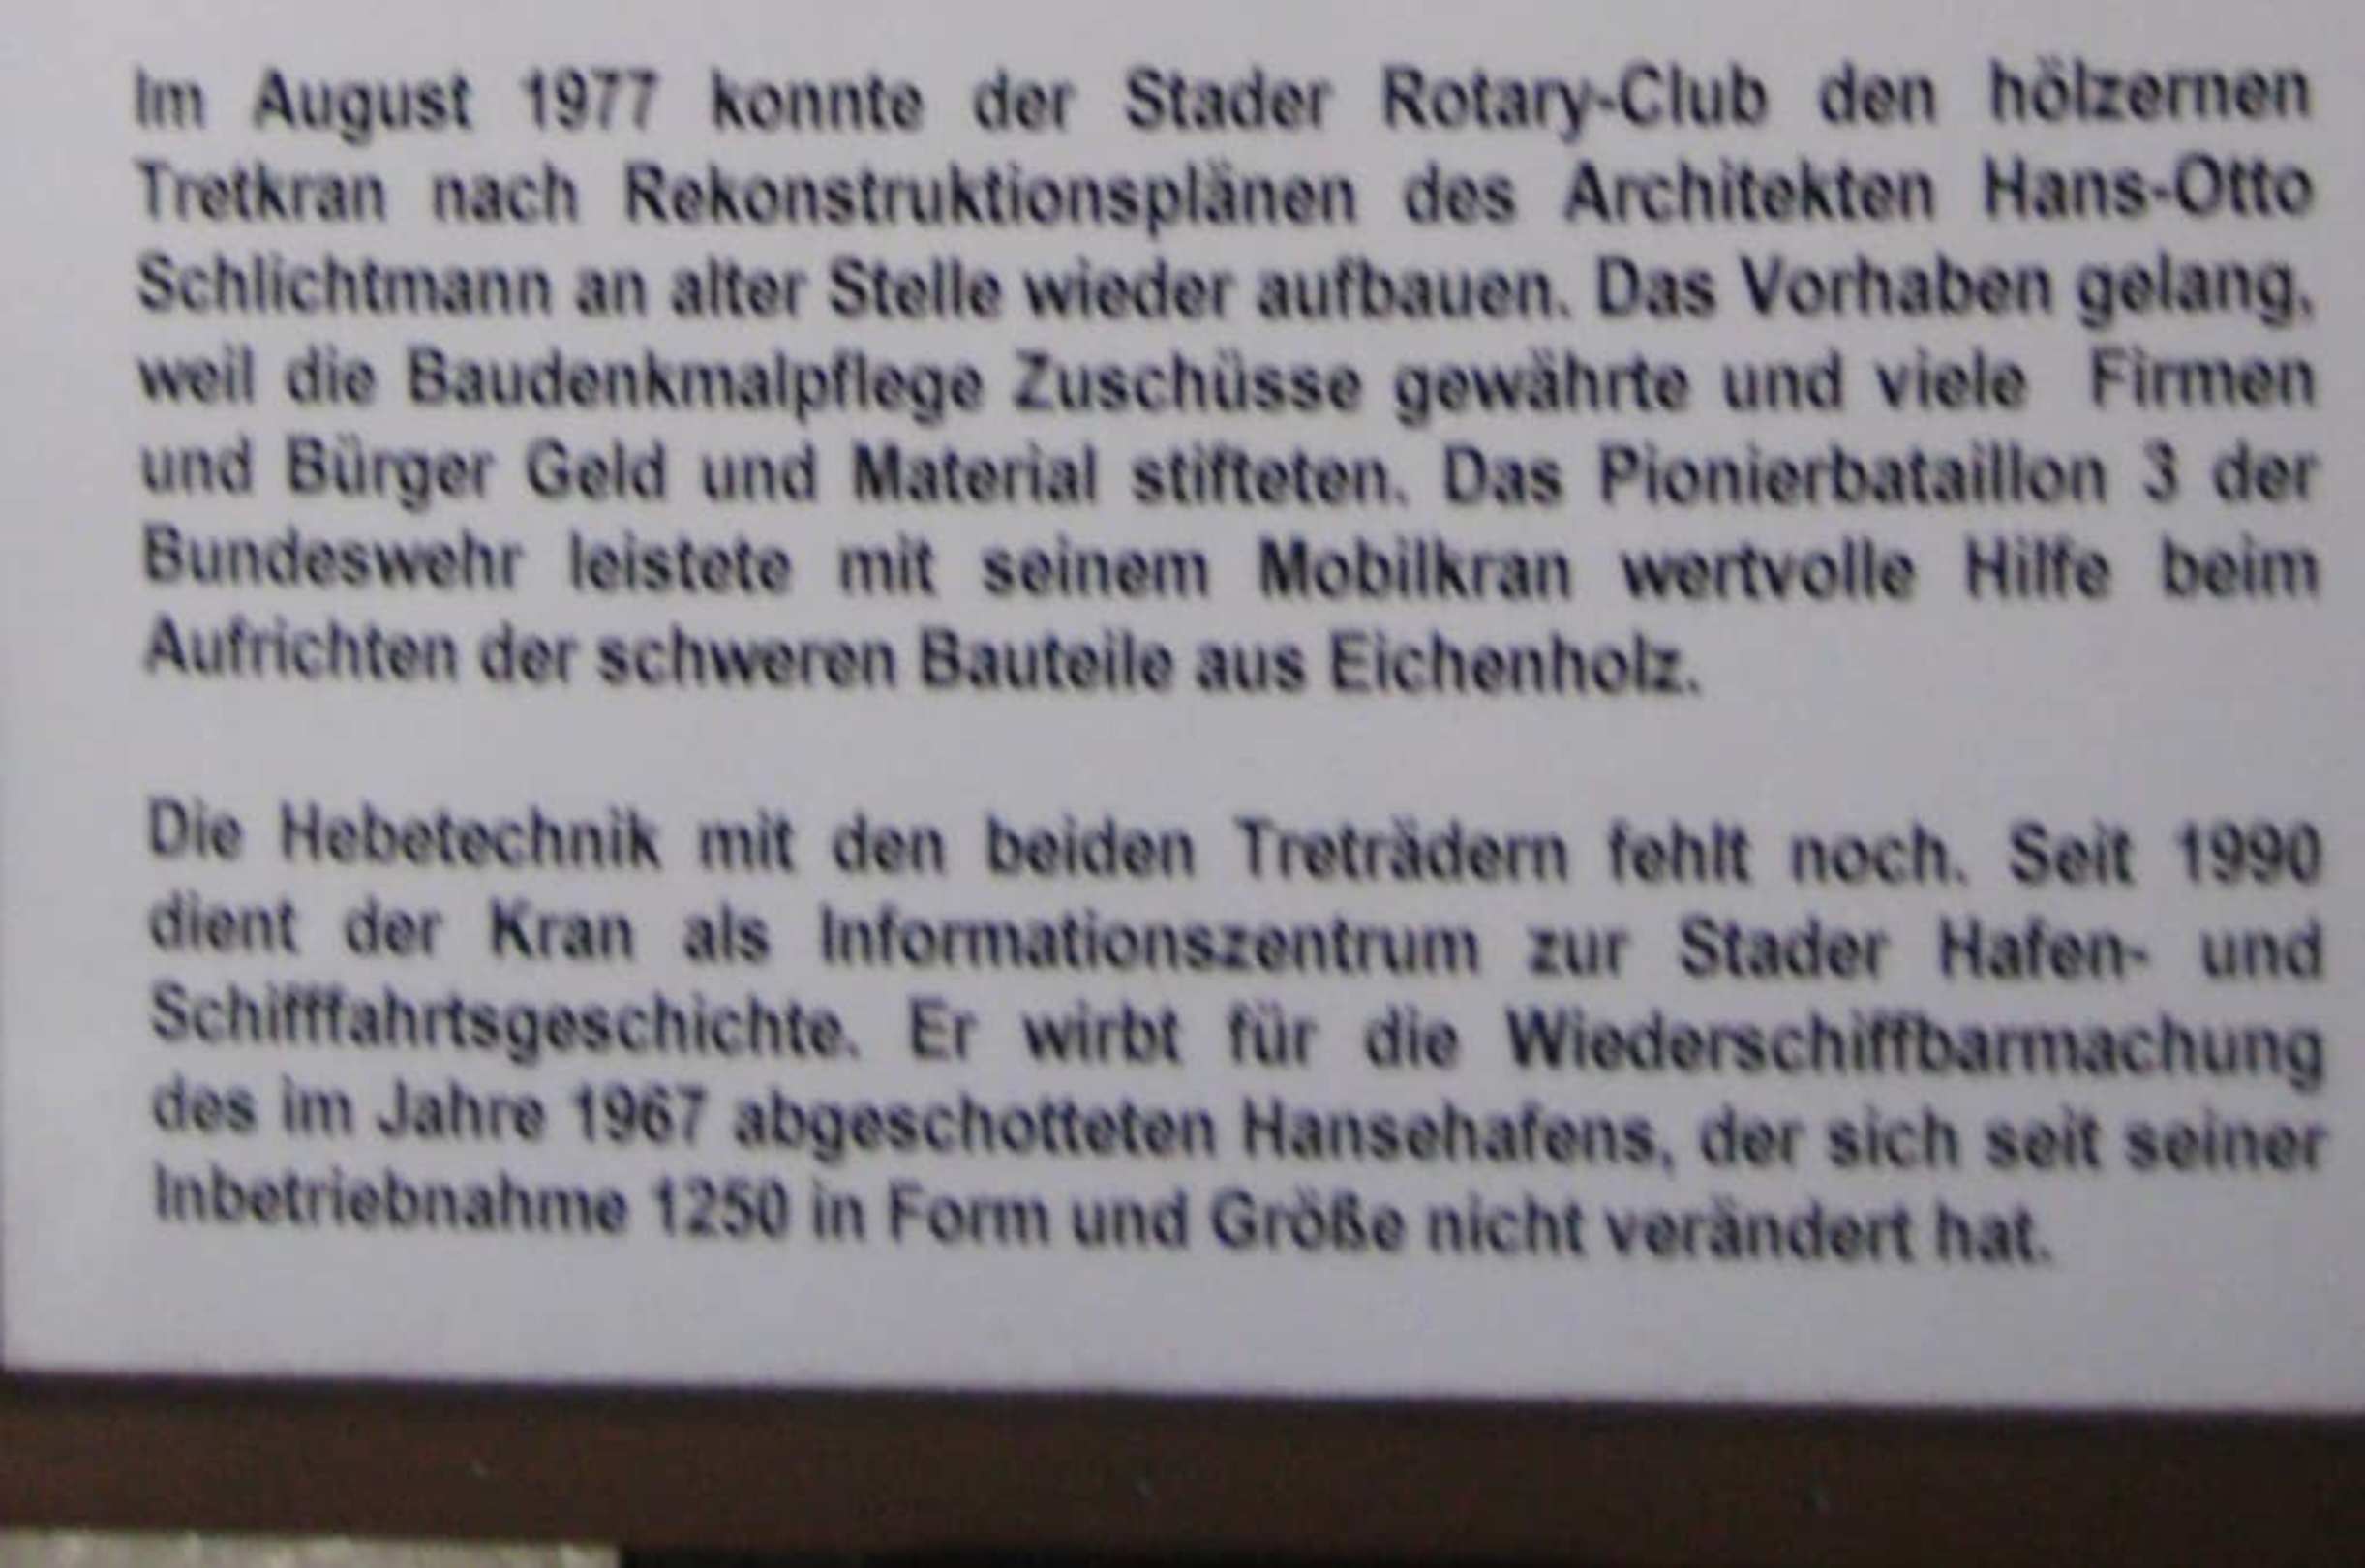 Im August 1977 konnte der Stader Rotary-Club den hölzernen
Tretkran nach Rekonstruktionsplänen des Architekten Hans-Otto
Schlichtmann an alter Stelle wieder aufbauen. Das Vorhaben gelang,
weil die Baudenkmalpflege Zuschüsse gewährte und viele Firmen
und Bürger Geld und Material stifteten. Das Pionierbataillon 3 der
Bundeswehr leistete mit seinem Mobilkran wertvolle Hilfe beim
Aufrichten der schweren Bauteile aus Eichenholz.
Die Hebetechnik mit den beiden Treträdern fehlt noch. Seit 1990
dient der Kran als Informationszentrum zur Stader Hafen- und
Schifffahrtsgeschichte. Er wirbt für die Wiederschiffbarmachung
des im Jahre 1967 abgeschotteten Hansehafens, der sich seit seiner
Inbetriebnahme 1250 in Form und Größe nicht verändert hat.